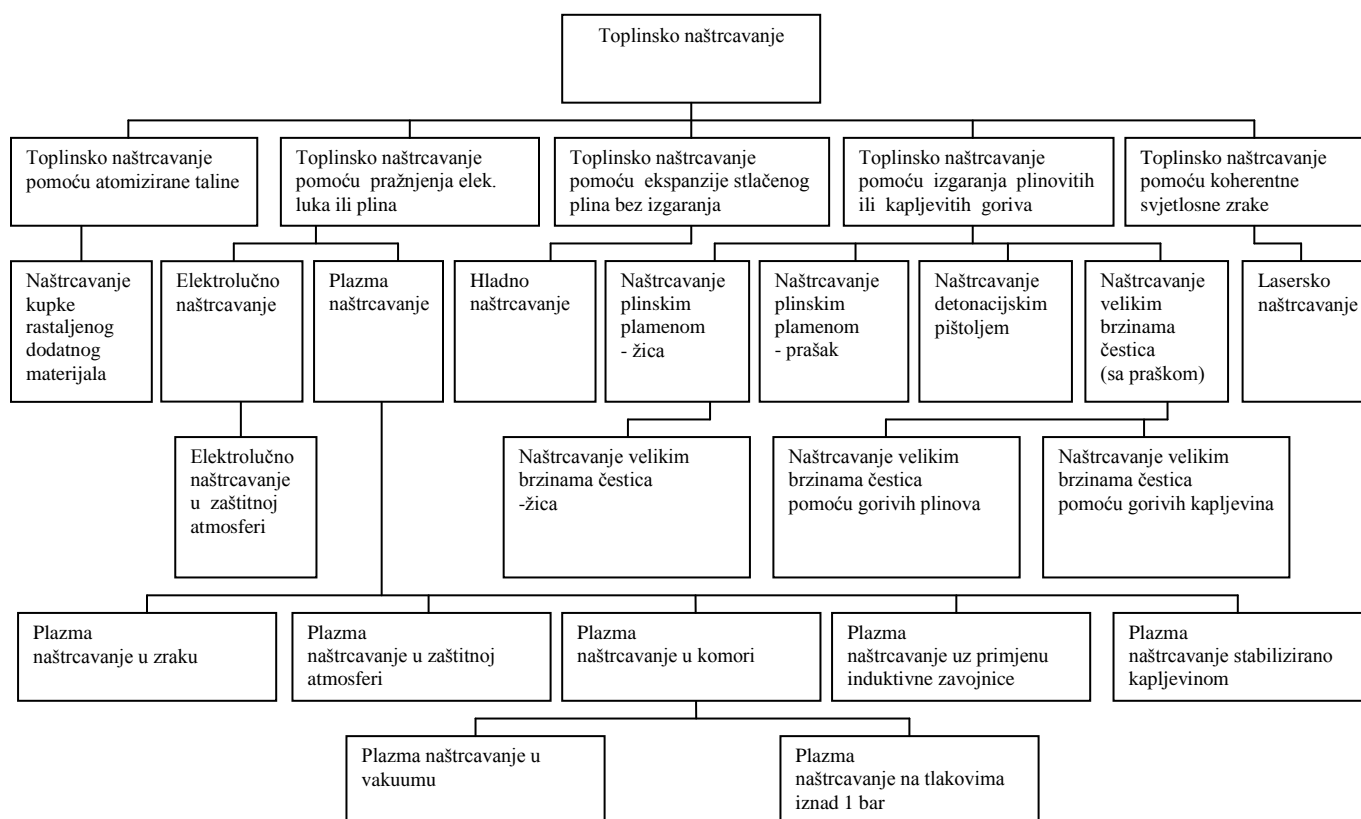 Toplinsko naštrcavanje
Toplinsko naštrcavanje
pomoću atomizirane taline
Toplinsko naštrcavanje
pomoću pražnjenja elek.
luka ili plina
Toplinsko naštrcavanje
pomoću ekspanzije stlačenog
plina bez izgaranja
Toplinsko naštrcavanje
pomoću izgaranja plinovitih
ili kapljevitih goriva
Toplinsko naštrcavanje
pomoću koherentne
svjetlosne zrake
Naštrcavanje
kupke
rastaljenog
dodatnog
materijala
Elektrolučno
naštrcavanje
Plazma
naštrcavanje
Hladno
naštrcavanje
Naštrcavanje
plinskim
plamenom
- žica
Naštrcavanje
plinskim
plamenom
- prašak
Naštrcavanje
detonacijskim
pištoljem
Naštrcavanje
velikim
brzinama
čestica
(sa praškom)
Lasersko
naštrcavanje
Elektrolučno
naštrcavanje
u zaštitnoj
atmosferi
Naštrcavanje velikim
brzinama čestica
-žica
Naštrcavanje velikim
brzinama čestica
pomoću gorivih plinova
Naštrcavanje velikim
brzinama čestica
pomoću gorivih kapljevina
Plazma
naštrcavanje u zraku
Plazma
naštrcavanje u zaštitnoj
atmosferi
Plazma
naštrcavanje u komori
Plazma
naštrcavanje uz primjenu
induktivne zavojnice
Plazma
naštrcavanje stabilizirano
kapljevinom
Plazma naštrcavanje u
vakuumu
Plazma
naštrcavanje na tlakovima
iznad 1 bar